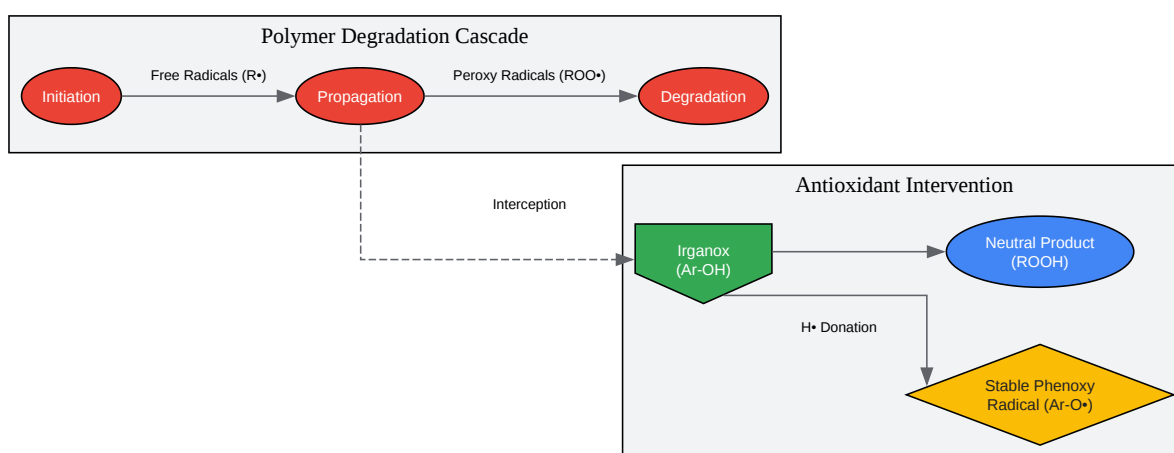 Polymer Degradation Cascade
Free Radicals (R•)
Peroxy Radicals (ROO•)
Initiation
Propagation
Degradation
Interception
Antioxidant Intervention
Irganox
(Ar-OH)
Neutral Product
(ROOH)
H• Donation
Stable Phenoxy
Radical (Ar-O•)